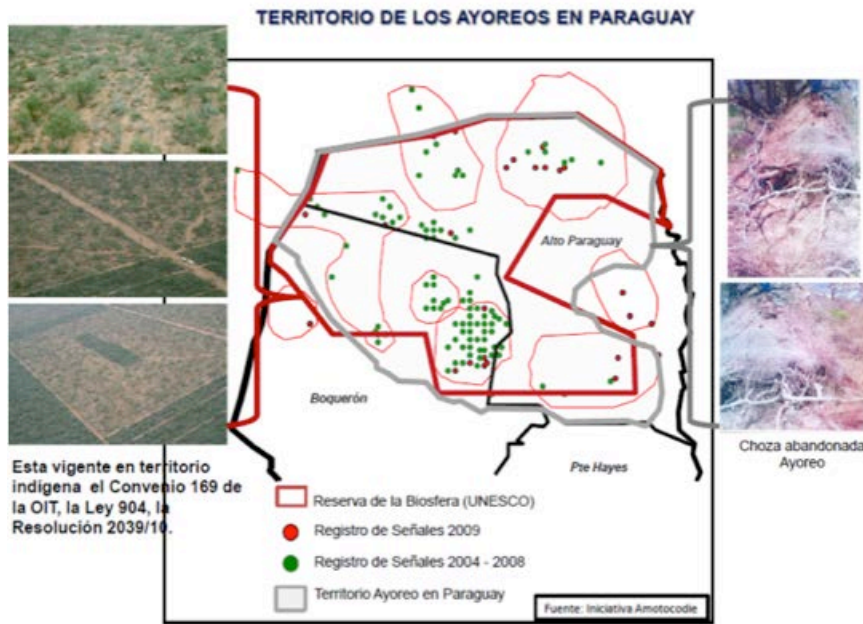 TERRITORIO DE LOS AYOREOS EN PARAGUAY
Alto Paraguay
Boquerón
Pte Hayes
Choza abandonada
Ayoreo
Esta vigente en territorio
indígena el Convenio 169 de
la OIT, la Ley 904, la
Resolución 2039/10.
Reserva de la Biosfera (UNESCO)
Registro de Señales 2009
Registro de Señales 2004 - 2008
Territorio Ayoreo en Paraguay
Fuente: Iniciativa Amotocodie